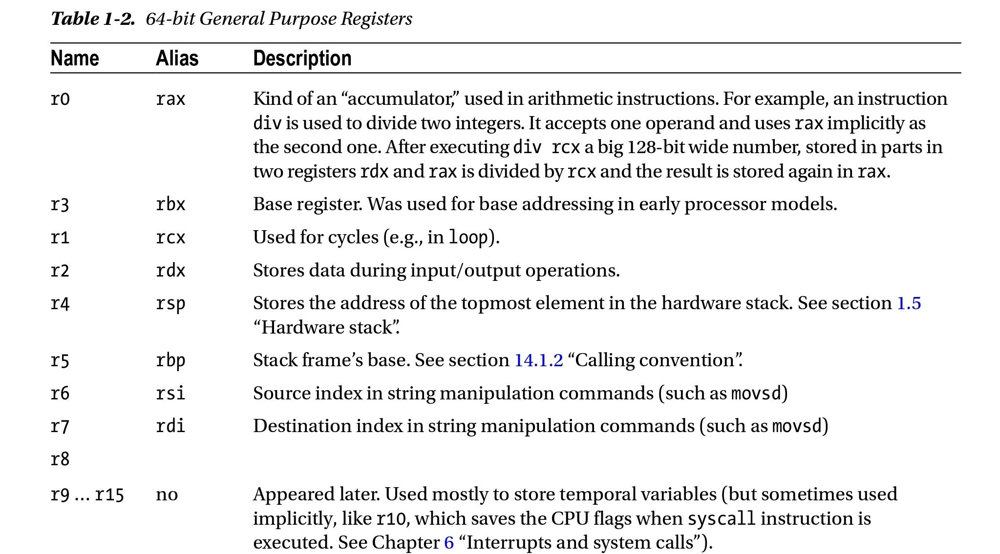 Table 1-2. 64-bit General Purpose Registers
Name Alias Description
r0 rax Kind of an “accumulator,” used in arithmetic instructions. For example, an instruction
div is used to divide two integers. It accepts one operand and uses rax implicitly as
the second one. After executing div rcx a big 128-bit wide number, stored in parts in
two registers rdx and rax is divided by rcx and the result is stored again in rax.
r3 rbx Base register. Was used for base addressing in early processor models.
r1 rcx Used for cycles (e.g., in loop).
r2 rdx Stores data during input/output operations.
r4 rsp Stores the address of the topmost element in the hardware stack. See section 1.5
“Hardware stack”.
r5 rbp Stack frame’s base. See section 14.1.2 “Calling convention”.
r6 rsi Source index in string manipulation commands (such as movsd)
r7 rdi Destination index in string manipulation commands (such as movsd)
r8
r9 … r15 no Appeared later. Used mostly to store temporal variables (but sometimes used
implicitly, like r10, which saves the CPU flags when syscall instruction is
executed. See Chapter 6 “Interrupts and system calls”).